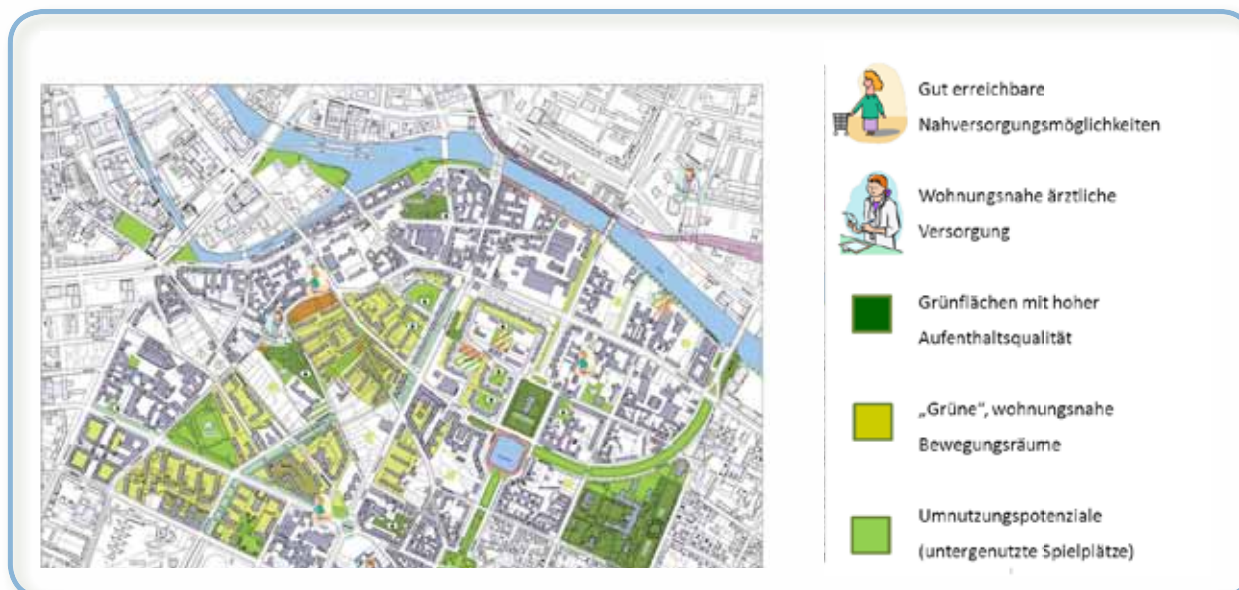 Gut erreichbare
Nahversorgungsmöglichkeiten
Wohnungsnahe ärztliche
Versorgung
Grünflächen mit hoher
Aufenthaltsqualität
„Grüne“, wohnungsnahe
Bewegungsräume
Umnutzungspotenziale
(untergenutzte Spielplätze)